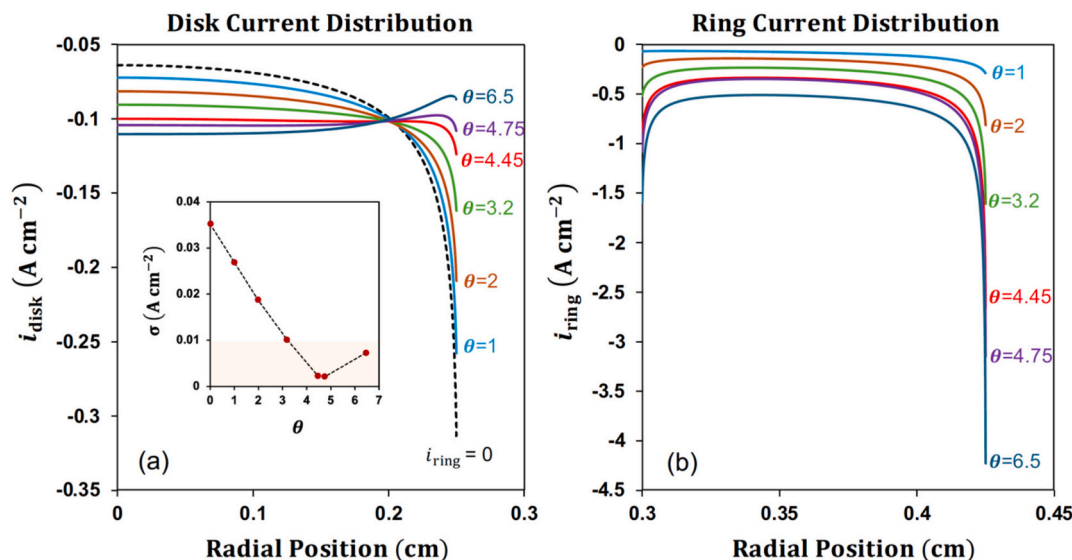 Disk Current Distribution
-0.05
-0.1
-0.15
-0.2
-0.25
-0.3
-0.35
i_disk (A cm⁻²)
θ=6.5
θ=4.75
θ=4.45
θ=3.2
θ=2
θ=1
i_ring = 0
(a)
0.04
0.03
0.02
0.01
0
σ (A cm⁻²)
0 1 2 3 4 5 6 7
θ
0 0.1 0.2 0.3
Radial Position (cm)
Ring Current Distribution
0
-0.5
-1
-1.5
-2
-2.5
-3
-3.5
-4
-4.5
i_ring (A cm⁻²)
θ=1
θ=2
θ=3.2
θ=4.45
θ=4.75
θ=6.5
(b)
0.3 0.35 0.4 0.45
Radial Position (cm)